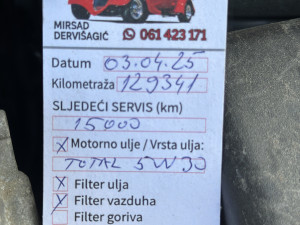 MIRSAD
DERVIŠAGIĆ
061 423 171
Datum 03.04.25
Kilometraža 129341
SLJEDEĆI SERVIS (km)
15000
X Motorno ulje / Vrsta ulja:
TOTAL 5W30
X Filter ulja
X Filter vazduha
Filter goriva